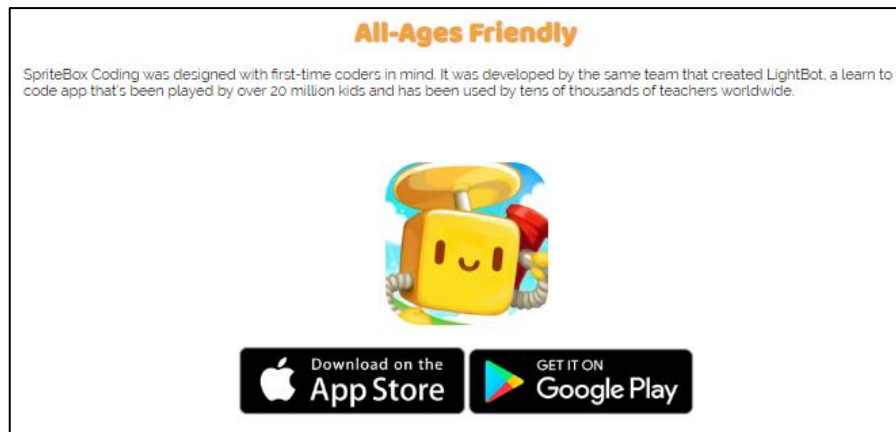 All-Ages Friendly
SpriteBox Coding was designed with first-time coders in mind. It was developed by the same team that created LightBot, a learn to
code app that's been played by over 20 million kids and has been used by tens of thousands of teachers worldwide.
Download on the
App Store
GET IT ON
Google Play